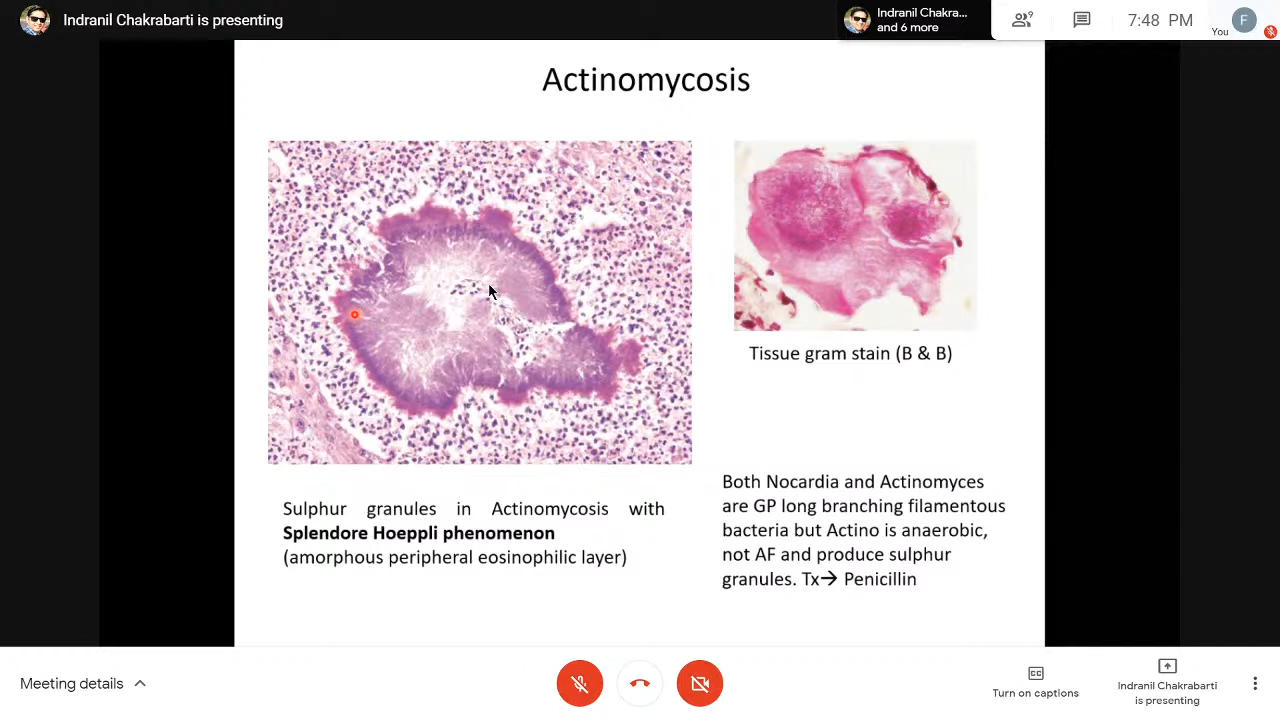 Indranil Chakrabarti is presenting
Indranil Chakra...
and 6 more
9
7:48 PM
You
F
Actinomycosis
Tissue gram stain (B & B)
Sulphur granules in Actinomycosis with
Splendore Hoeppli phenomenon
(amorphous peripheral eosinophilic layer)
Both Nocardia and Actinomyces
are GP long branching filamentous
bacteria but Actino is anaerobic,
not AF and produce sulphur
granules. Tx→ Penicillin
Meeting details
CC
Turn on captions
Indranil Chakrabarti
is presenting